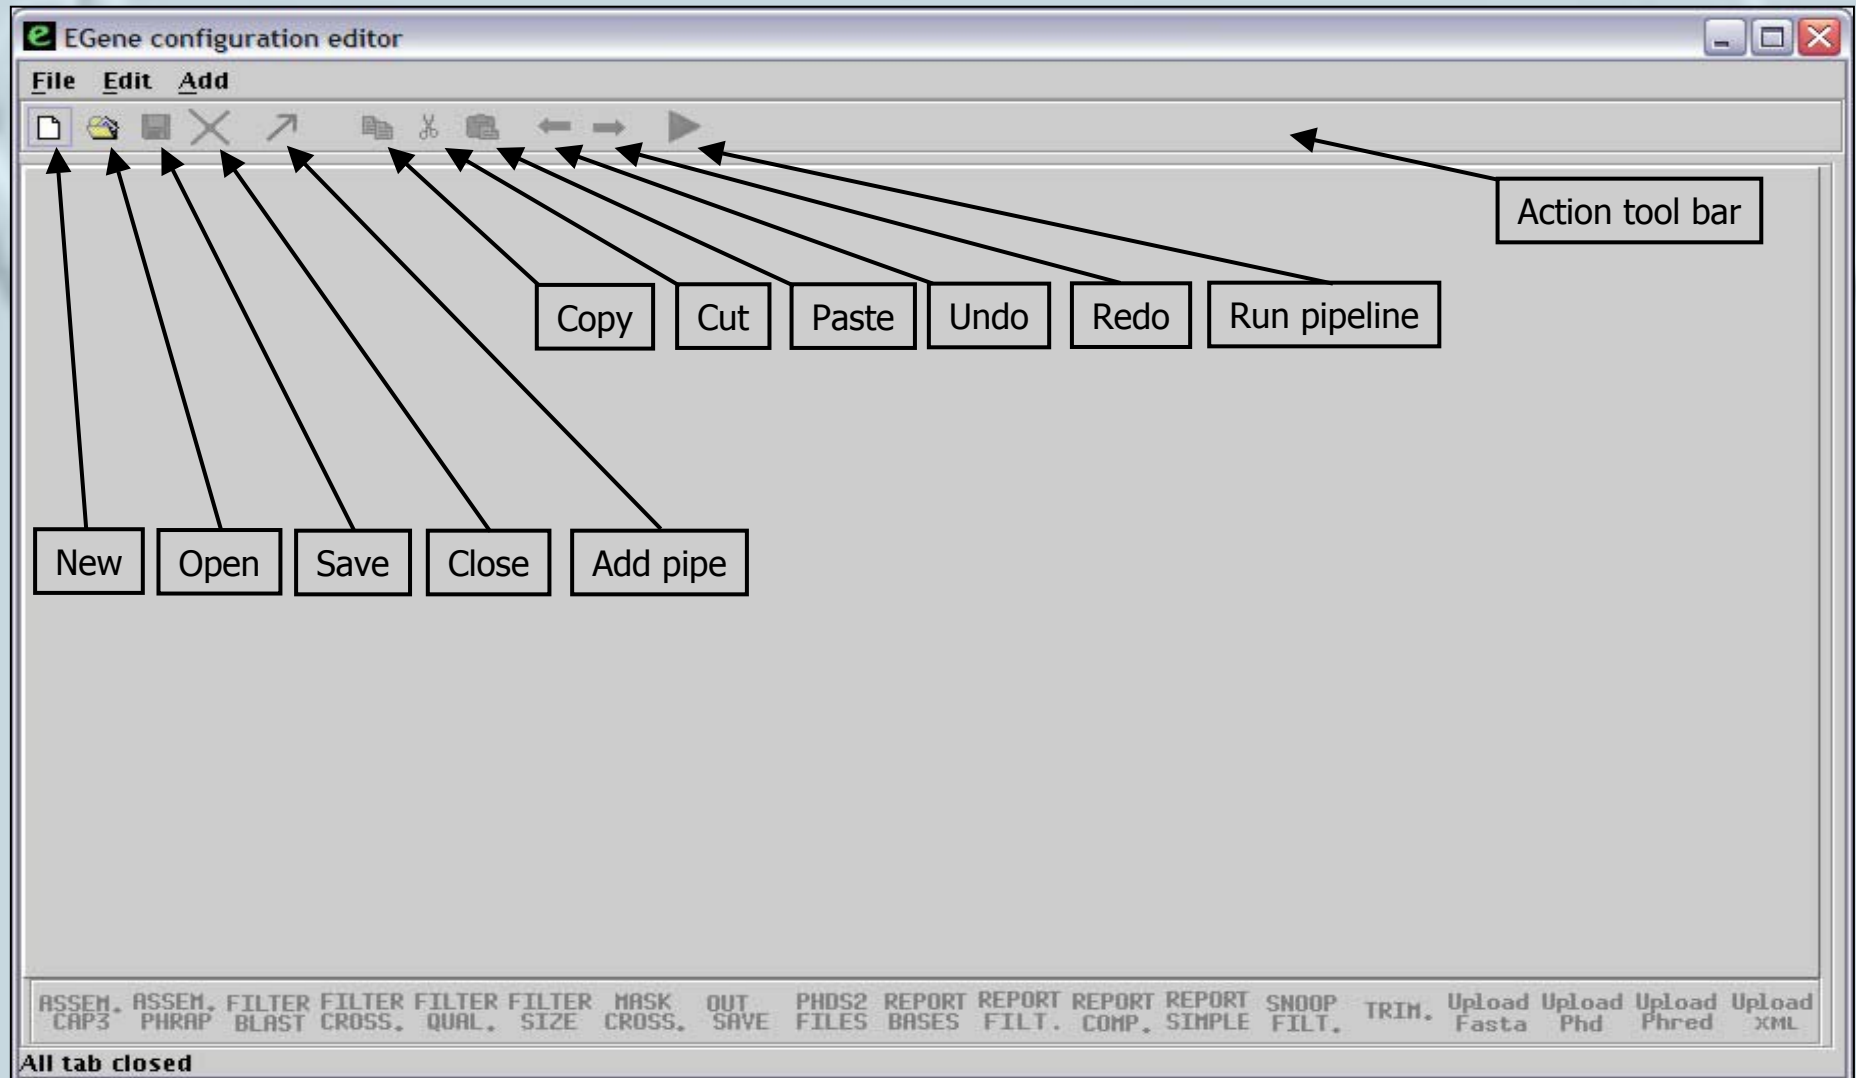 EGene configuration editor
File Edit Add
Action tool bar
Copy Cut Paste Undo Redo Run pipeline
New Open Save Close Add pipe
ASSEM. ASSEM. FILTER FILTER FILTER FILTER MASK OUT PHDS2 REPORT REPORT REPORT REPORT SNOOP TRIM. Upload Upload Upload Upload
CAP3 PHRAP BLAST CROSS. QUAL. SIZE CROSS. SAVE FILES BASES FILT. COMP. SIMPLE FILT. Fasta Phd Phred XML
All tab closed